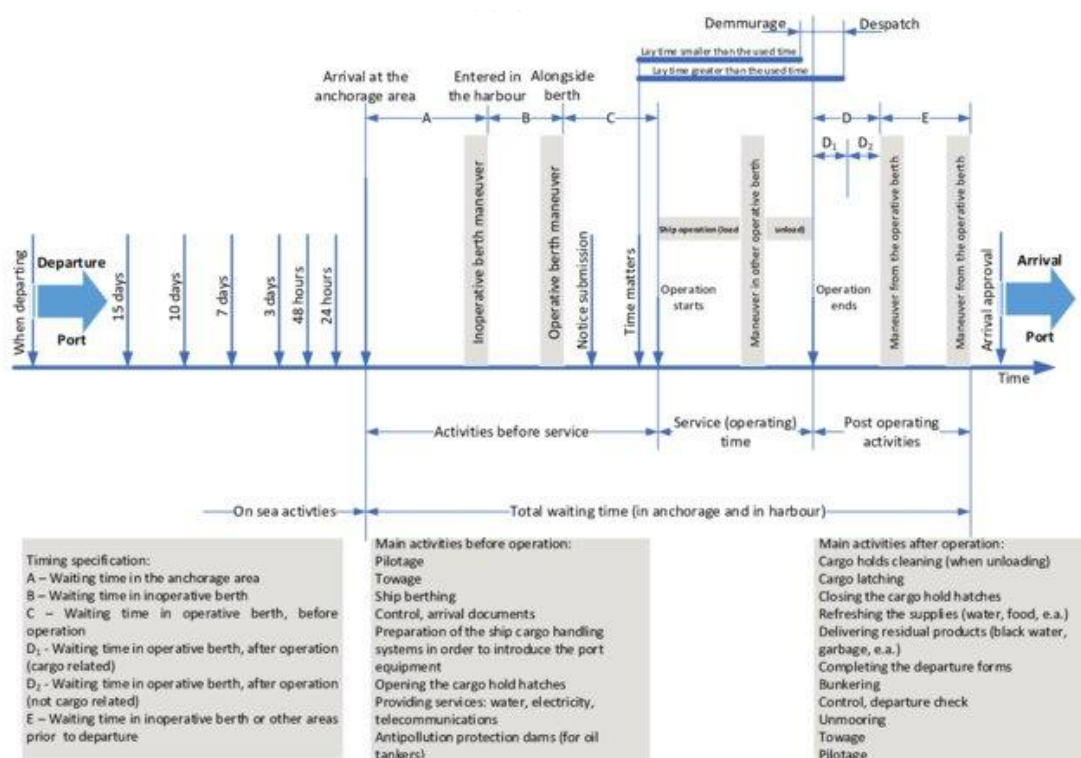 Demmurage
Despatch
Lay time smaller than the used time
Lay time greater than the used time
Arrival at the
anchorage area
Entered in
the harbour
Alongside
berth
A
B
C
D
E
D₁
D₂
When departing
Departure
Port
15 days
10 days
7 days
3 days
48 hours
24 hours
Inoperative berth maneuver
Operative berth maneuver
Notice submission
Time matters
Ship operation (load
unload)
Operation
starts
Maneuver in other operative berth
Operation
ends
Maneuver from the operative berth
Maneuver from the operative berth
Arrival approval
Arrival
Port
Time
Activities before service
Service (operating)
time
Post operating
activities
On sea activties
Total waiting time (in anchorage and in harbour)
Timing specification:
A – Waiting time in the anchorage area
B – Waiting time in inoperative berth
C – Waiting time in operative berth, before
operation
D₁ - Waiting time in operative berth, after operation
(cargo related)
D₂ - Waiting time in operative berth, after operation
(not cargo related)
E – Waiting time in inoperative berth or other areas
prior to departure
Main activities before operation:
Pilotage
Towage
Ship berthing
Control, arrival documents
Preparation of the ship cargo handling
systems in order to introduce the port
equipment
Opening the cargo hold hatches
Providing services: water, electricity,
telecommunications
Antipollution protection dams (for oil
tankers)
Main activities after operation:
Cargo holds cleaning (when unloading)
Cargo latching
Closing the cargo hold hatches
Refreshing the supplies (water, food, e.a.)
Delivering residual products (black water,
garbage, e.a.)
Completing the departure forms
Bunkering
Control, departure check
Unmooring
Towage
Pilotage